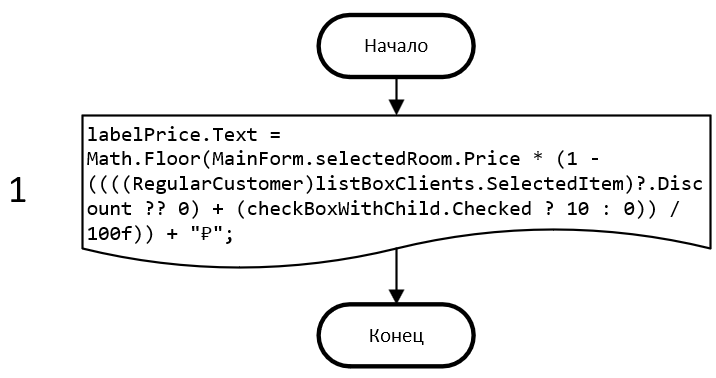 Начало
1
labelPrice.Text =
Math.Floor(MainForm.selectedRoom.Price * (1 -
((((RegularCustomer)listBoxClients.SelectedItem)?.Disc
ount ?? 0) + (checkBoxWithChild.Checked ? 10 : 0)) /
100f)) + "₽";
Конец